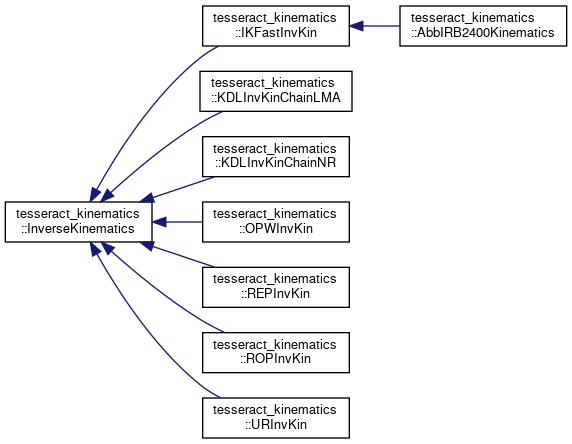 tesseract_kinematics
::IKFastInvKin
tesseract_kinematics
::AbbIRB2400Kinematics
tesseract_kinematics
::KDLInvKinChainLMA
tesseract_kinematics
::KDLInvKinChainNR
tesseract_kinematics
::InverseKinematics
tesseract_kinematics
::OPWInvKin
tesseract_kinematics
::REPInvKin
tesseract_kinematics
::ROPInvKin
tesseract_kinematics
::URInvKin